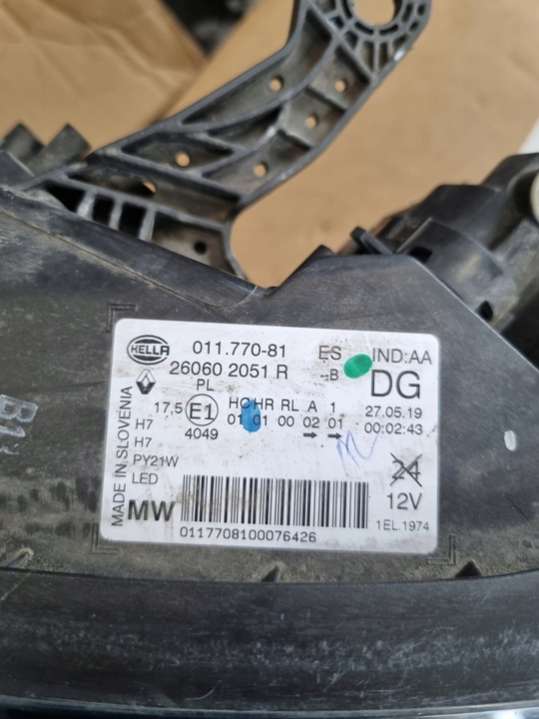 HELLA 011.770-81 ES IND:AA
26060 2051 R --B DG
PL
17,5 E1 HC HR RL A 1 27.05.19
4049 01 01 00 02 01 00:02:43
H7
H7
PY21W
LED
24
12V
MW
1EL.1974
0117708100076426
MADE IN SLOVENIA